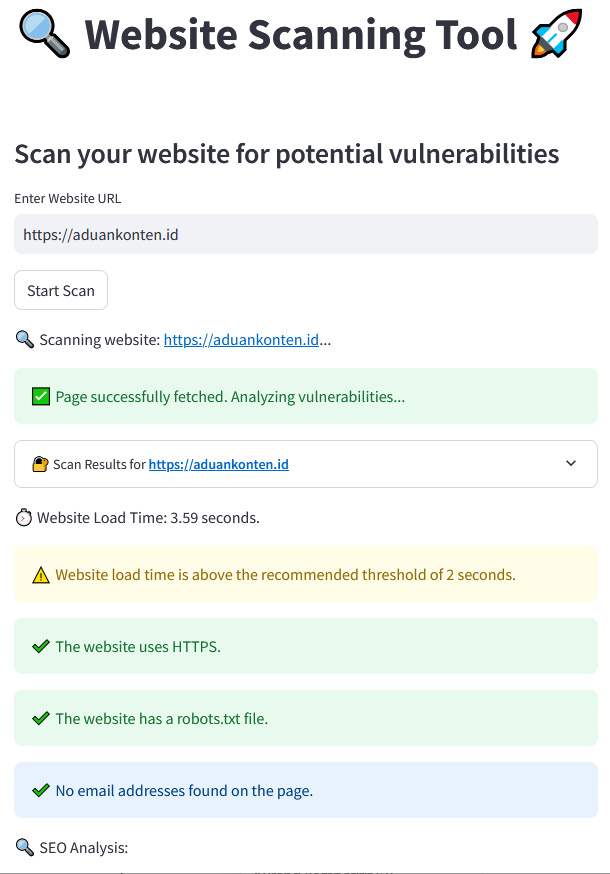 Website Scanning Tool
Scan your website for potential vulnerabilities
Enter Website URL
https://aduankonten.id
Start Scan
Scanning website: https://aduankonten.id...
Page successfully fetched. Analyzing vulnerabilities...
Scan Results for https://aduankonten.id
Website Load Time: 3.59 seconds.
Website load time is above the recommended threshold of 2 seconds.
The website uses HTTPS.
The website has a robots.txt file.
No email addresses found on the page.
SEO Analysis: